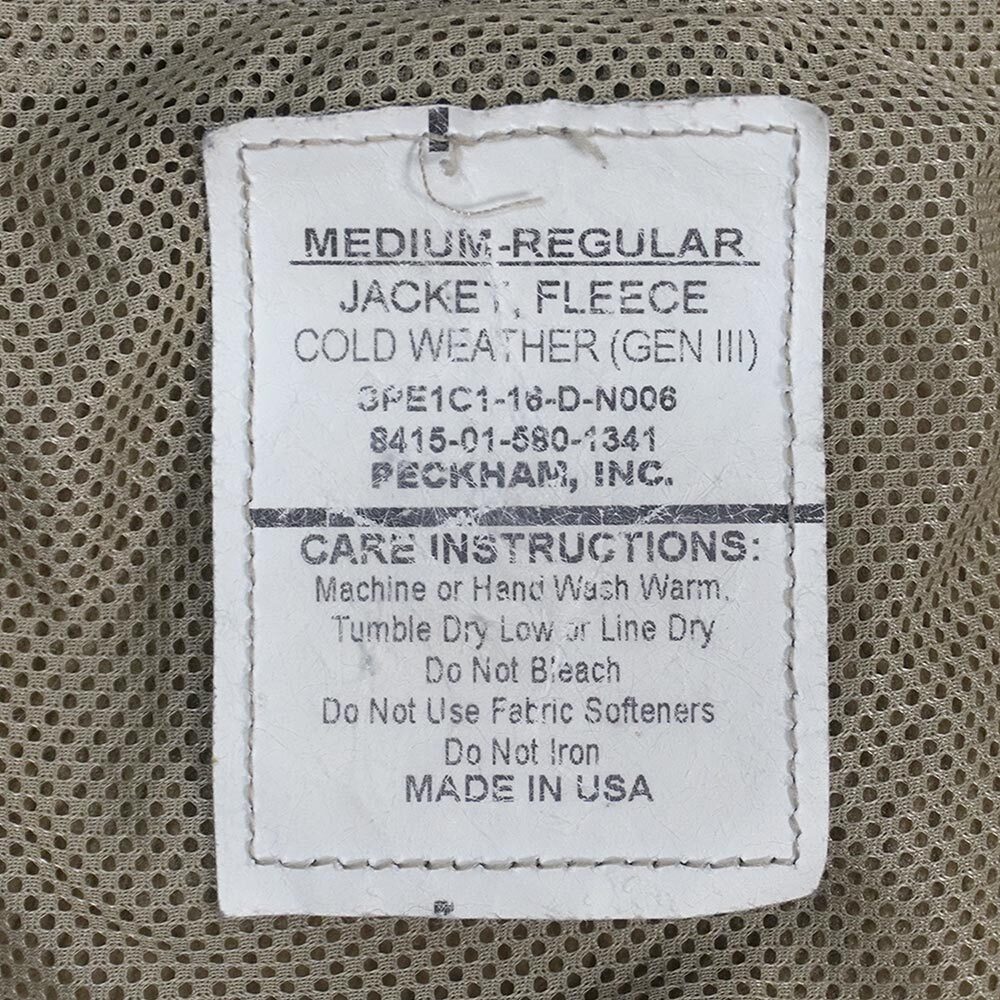 MEDIUM-REGULAR
JACKET, FLEECE
COLD WEATHER (GEN III)
SPE1C1-16-D-N006
8415-01-580-1341
PECKHAM, INC.
CARE INSTRUCTIONS:
Machine or Hand Wash Warm.
Tumble Dry Low or Line Dry
Do Not Bleach
Do Not Use Fabric Softeners
Do Not Iron
MADE IN USA